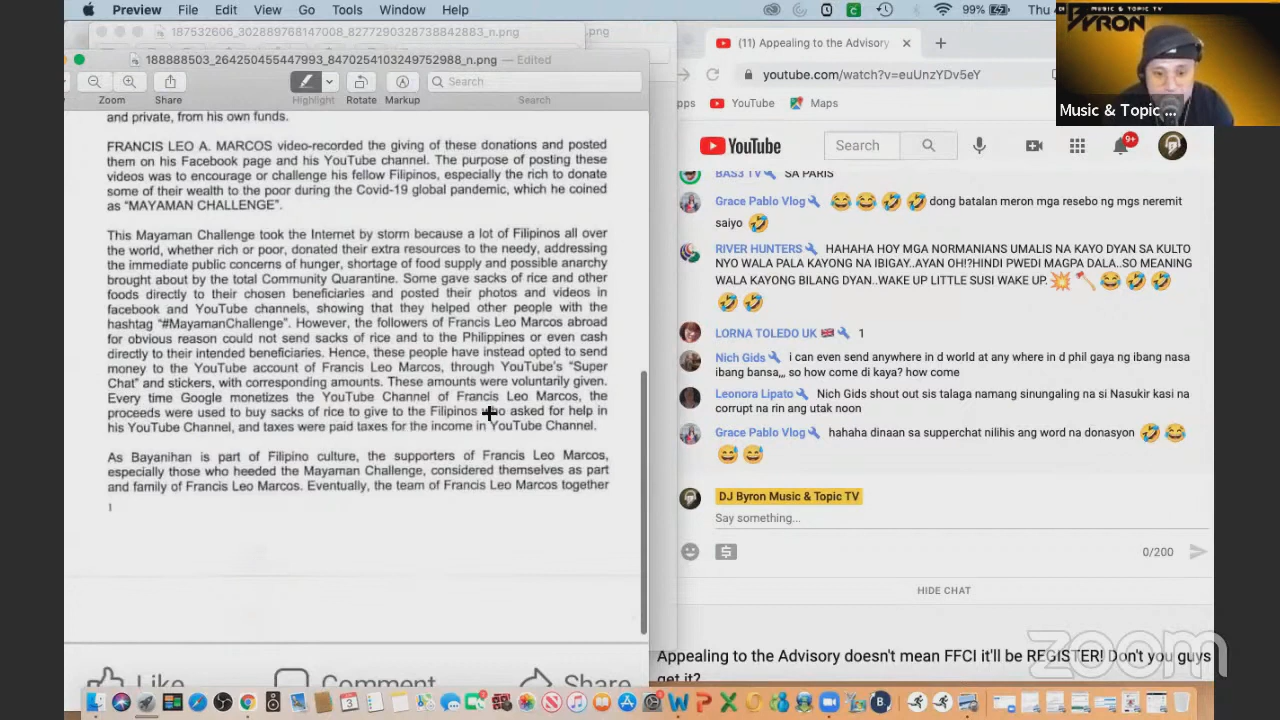 Preview File Edit View Go Tools Window Help
99% Thu
MUSIC & TOPIC TV
BYRON
Music & Topic ...
187532606_302889768147008_8277290328738842883_n.png
.png
188888503_264250455447993_8470254103249752988_n.png — Edited
Search
Zoom Share Highlight Rotate Markup Search
and private, from his own funds.
FRANCIS LEO A. MARCOS video-recorded the giving of these donations and posted
them on his Facebook page and his YouTube channel. The purpose of posting these
videos was to encourage or challenge his fellow Filipinos, especially the rich to donate
some of their wealth to the poor during the Covid-19 global pandemic, which he coined
as “MAYAMAN CHALLENGE”.
This Mayaman Challenge took the Internet by storm because a lot of Filipinos all over
the world, whether rich or poor, donated their extra resources to the needy, addressing
the immediate public concerns of hunger, shortage of food supply and possible anarchy
brought about by the total Community Quarantine. Some gave sacks of rice and other
foods directly to their chosen beneficiaries and posted their photos and videos in
facebook and YouTube channels, showing that they helped other people with the
hashtag “#MayamanChallenge”. However, the followers of Francis Leo Marcos abroad
for obvious reason could not send sacks of rice and to the Philippines or even cash
directly to their intended beneficiaries. Hence, these people have instead opted to send
money to the YouTube account of Francis Leo Marcos, through YouTube’s “Super
Chat” and stickers, with corresponding amounts. These amounts were voluntarily given.
Every time Google monetizes the YouTube Channel of Francis Leo Marcos, the
proceeds were used to buy sacks of rice to give to the Filipinos who asked for help in
his YouTube Channel, and taxes were paid taxes for the income in YouTube Channel.
As Bayanihan is part of Filipino culture, the supporters of Francis Leo Marcos,
especially those who heeded the Mayaman Challenge, considered themselves as part
and family of Francis Leo Marcos. Eventually, the team of Francis Leo Marcos together
1
Like Comment Share
(11) Appealing to the Advisory
youtube.com/watch?v=euUnzYDv5eY
pps YouTube Maps
YouTube
Search
9+
BAS3 TV SA PARIS
Grace Pablo Vlog 😂😂🤣🤣 dong batalan meron mga resebo ng mgs neremit
saiyo 🤣
RIVER HUNTERS HAHAHA HOY MGA NORMANIANS UMALIS NA KAYO DYAN SA KULTO
NYO WALA PALA KAYONG NA IBIGAY..AYAN OH!?HINDI PWEDI MAGPA DALA..SO MEANING
WALA KAYONG BILANG DYAN..WAKE UP LITTLE SUSI WAKE UP. 💥🪓😂🤣🤣
🤣🤣
LORNA TOLEDO UK 🇬🇧 1
Nich Gids i can even send anywhere in d world at any where in d phil gaya ng ibang nasa
ibang bansa,,, so how come di kaya? how come
Leonora Lipato Nich Gids shout out sis talaga namang sinungaling na si Nasukir kasi na
corrupt na rin ang utak noon
Grace Pablo Vlog hahaha dinaan sa supperchat nilihis ang word na donasyon 🤣😂
😅😅
DJ Byron Music & Topic TV
Say something...
0/200
HIDE CHAT
Appealing to the Advisory doesn't mean FFCI it'll be REGISTER! Don't you guys
get it?
zoom